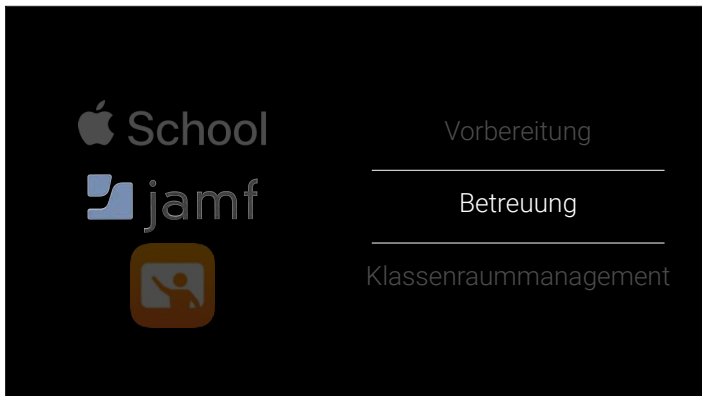 School
Vorbereitung
jamf
Betreuung
Klassenraummanagement